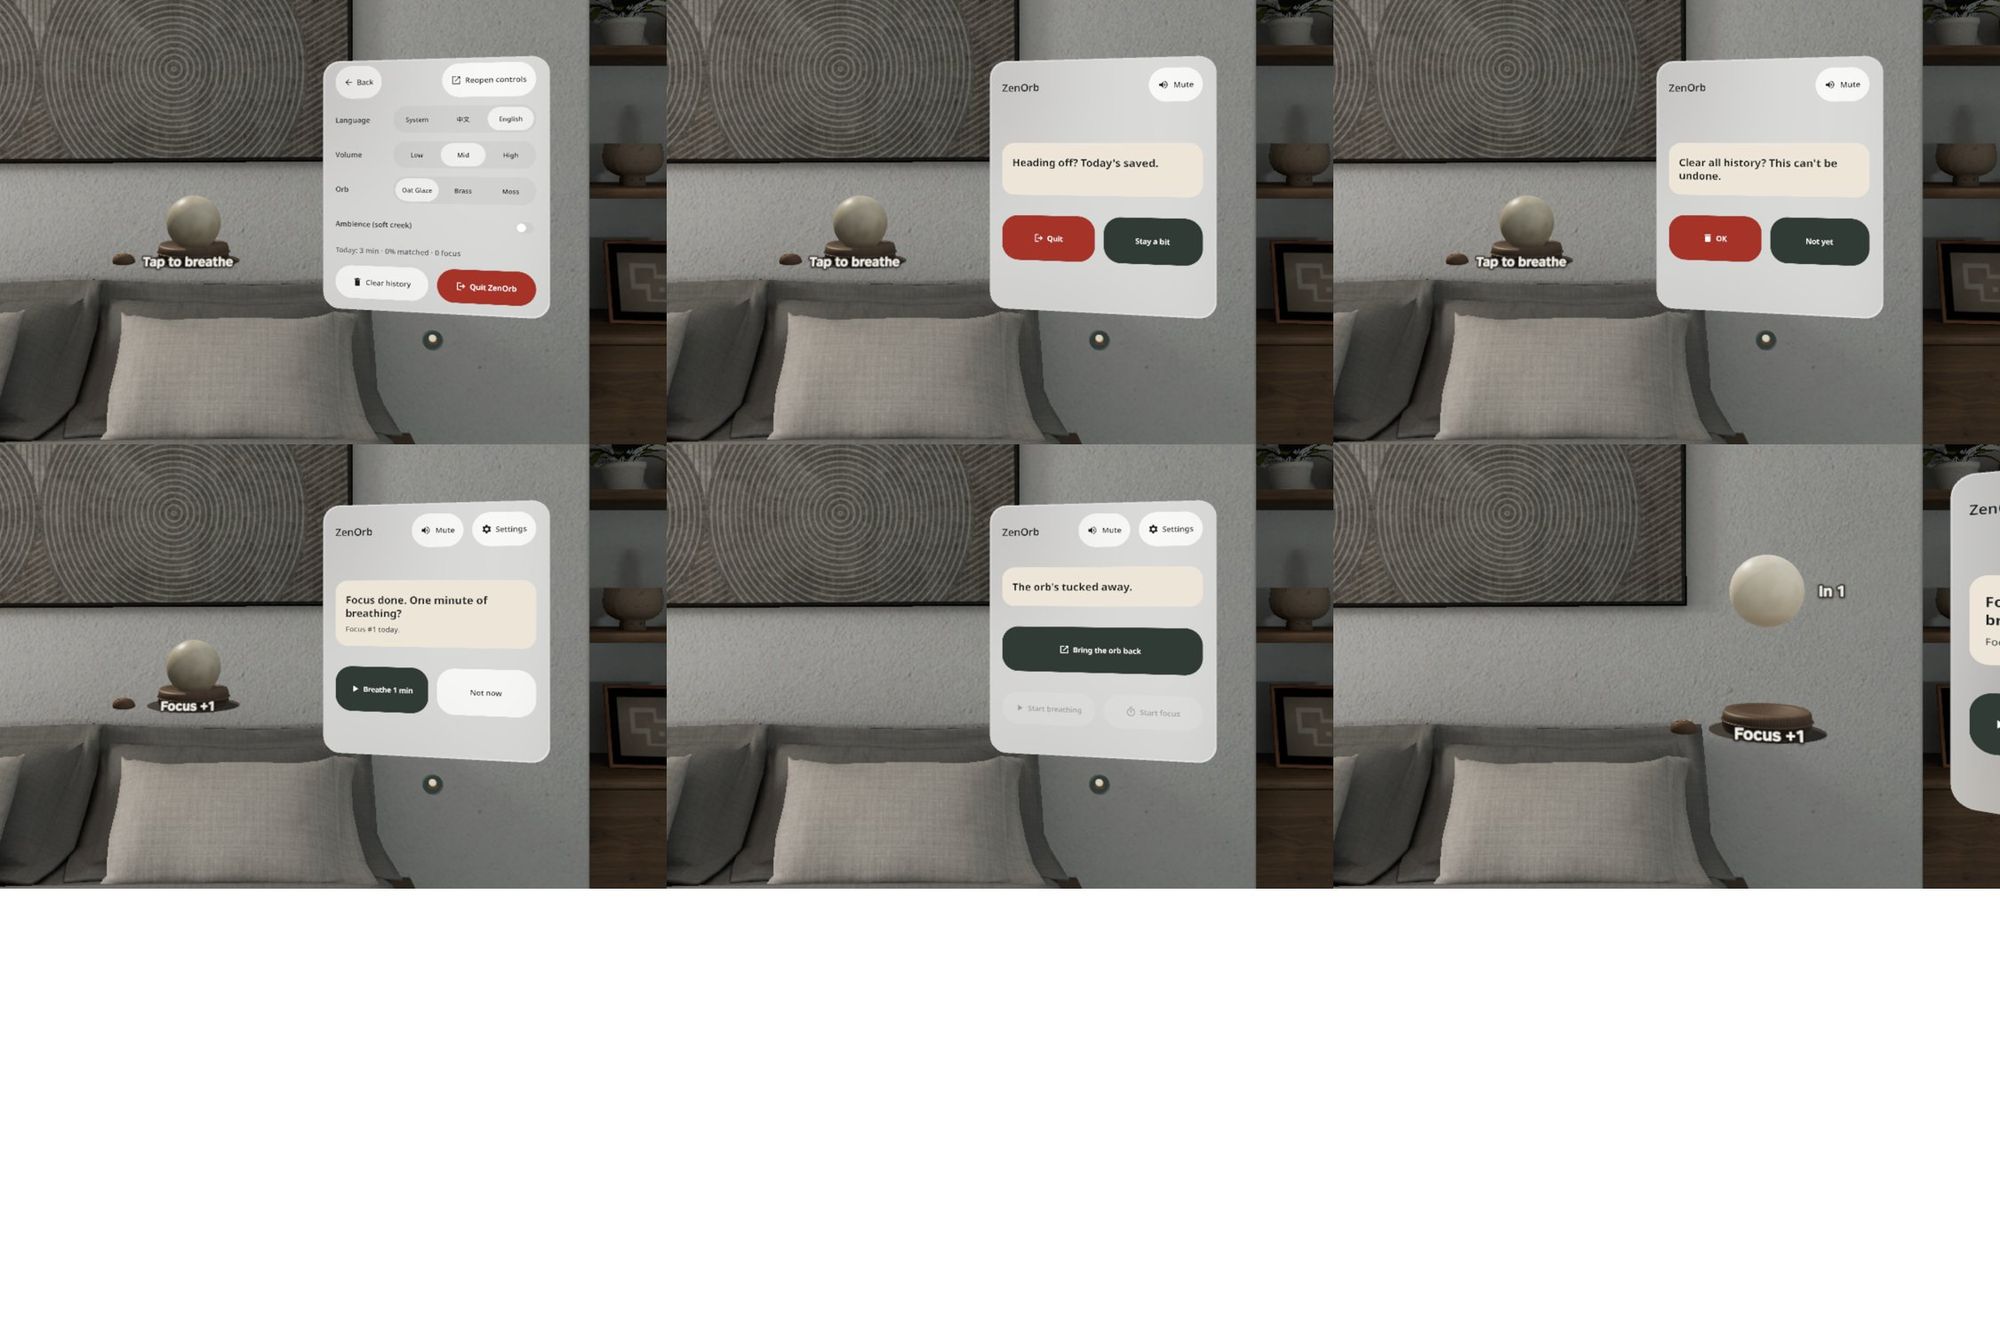 Back
Reopen controls
Language
System
中文
English
Volume
Low
Mid
High
Orb
Oat Glaze
Brass
Moss
Ambience (soft creek)
Today: 3 min · 0% matched · 0 focus
Clear history
Quit ZenOrb
Tap to breathe
ZenOrb
Mute
Heading off? Today's saved.
Quit
Stay a bit
Tap to breathe
ZenOrb
Mute
Clear all history? This can't be
undone.
OK
Not yet
Tap to breathe
ZenOrb
Mute
Settings
Focus done. One minute of
breathing?
Focus #1 today.
Breathe 1 min
Not now
Focus +1
ZenOrb
Mute
Settings
The orb's tucked away.
Bring the orb back
Start breathing
Start focus
In 1
Focus +1